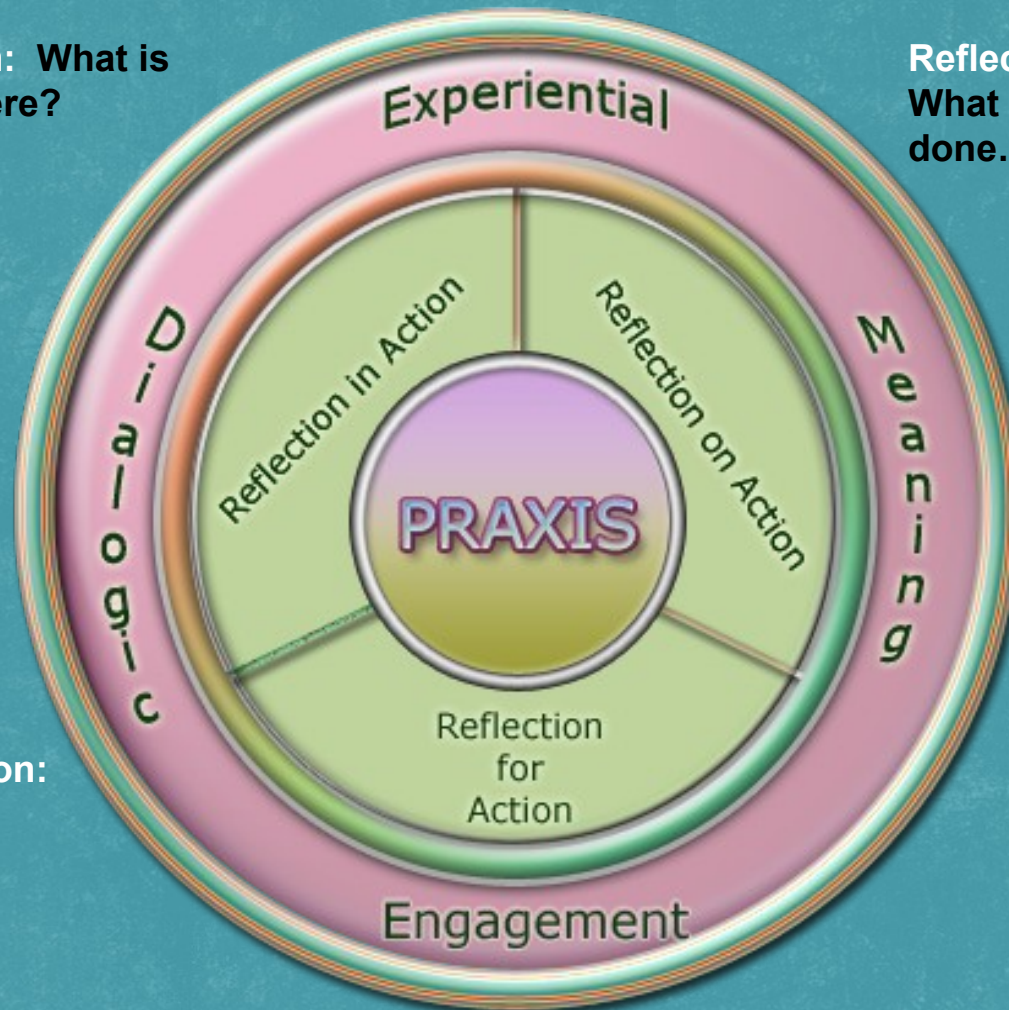 What is
ere?
Reflec
What
done.
Experiential
Dialogic
Reflection in Action
Reflection on Action
Meaning
PRAXIS
Reflection
for
Action
on:
Engagement